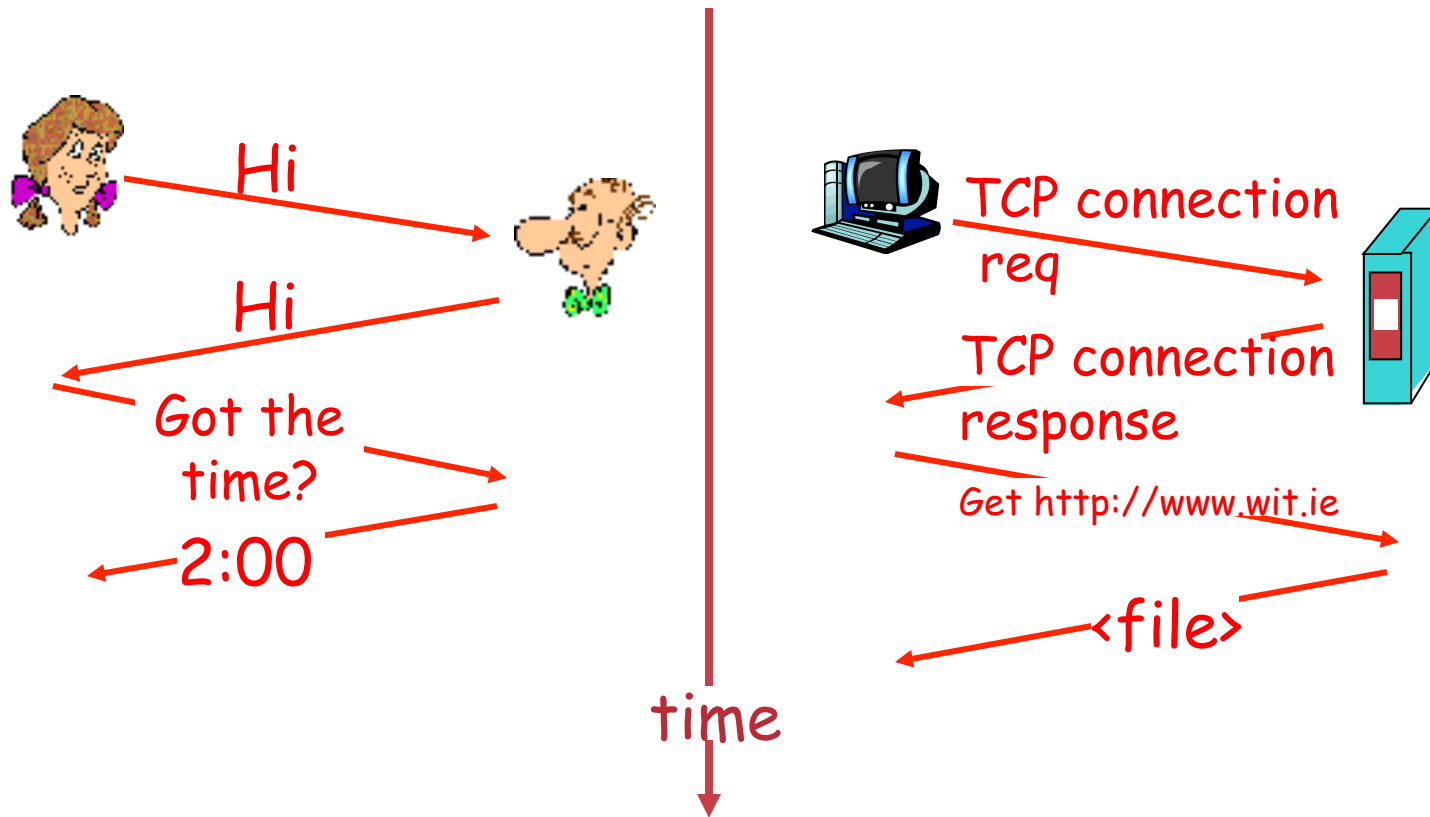 Hi
Hi
Got the
time?
2:00
time
TCP connection
req
TCP connection
response
Get http://www.wit.ie
<file>